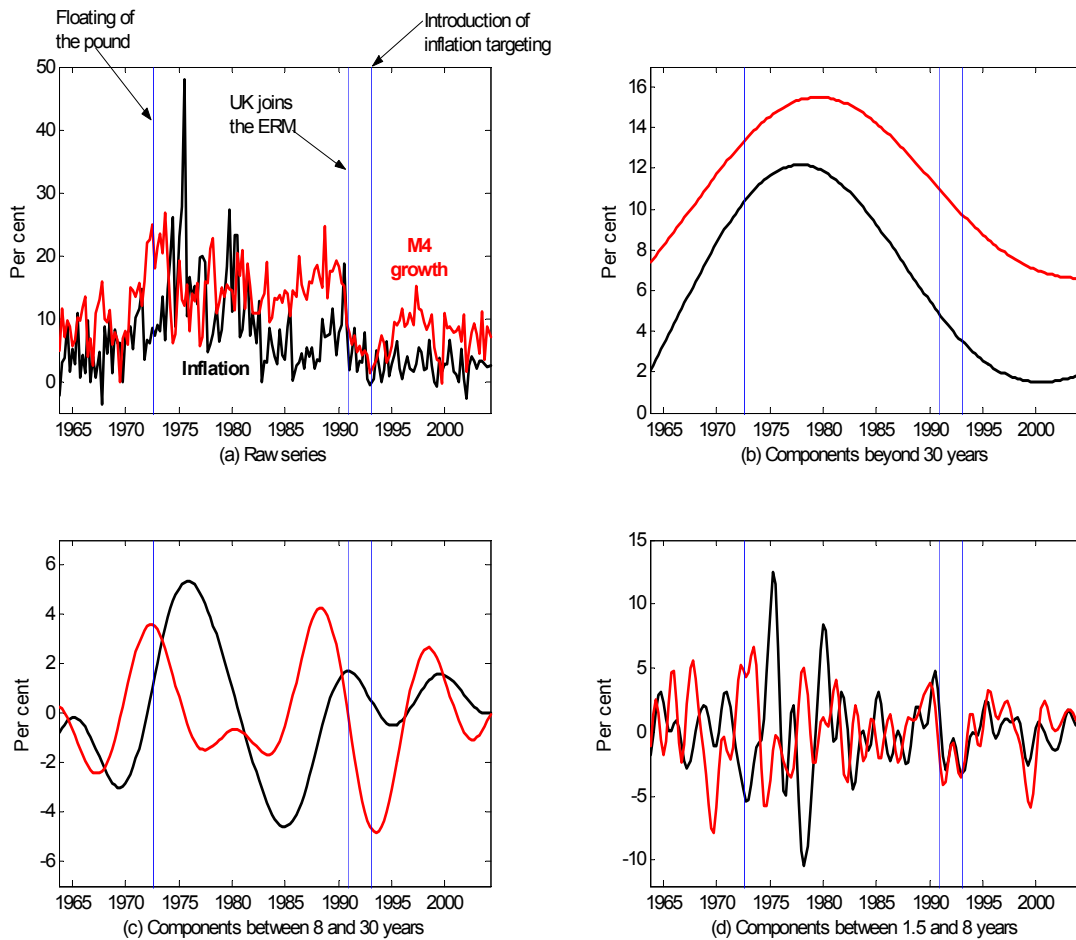 Floating of
the pound
Introduction of
inflation targeting
UK joins
the ERM
Per cent
50
40
30
20
10
0
M4
growth
Inflation
1965 1970 1975 1980 1985 1990 1995 2000
(a) Raw series
Per cent
16
14
12
10
8
6
4
2
0
1965 1970 1975 1980 1985 1990 1995 2000
(b) Components beyond 30 years
Per cent
6
4
2
0
-2
-4
-6
1965 1970 1975 1980 1985 1990 1995 2000
(c) Components between 8 and 30 years
Per cent
15
10
5
0
-5
-10
1965 1970 1975 1980 1985 1990 1995 2000
(d) Components between 1.5 and 8 years